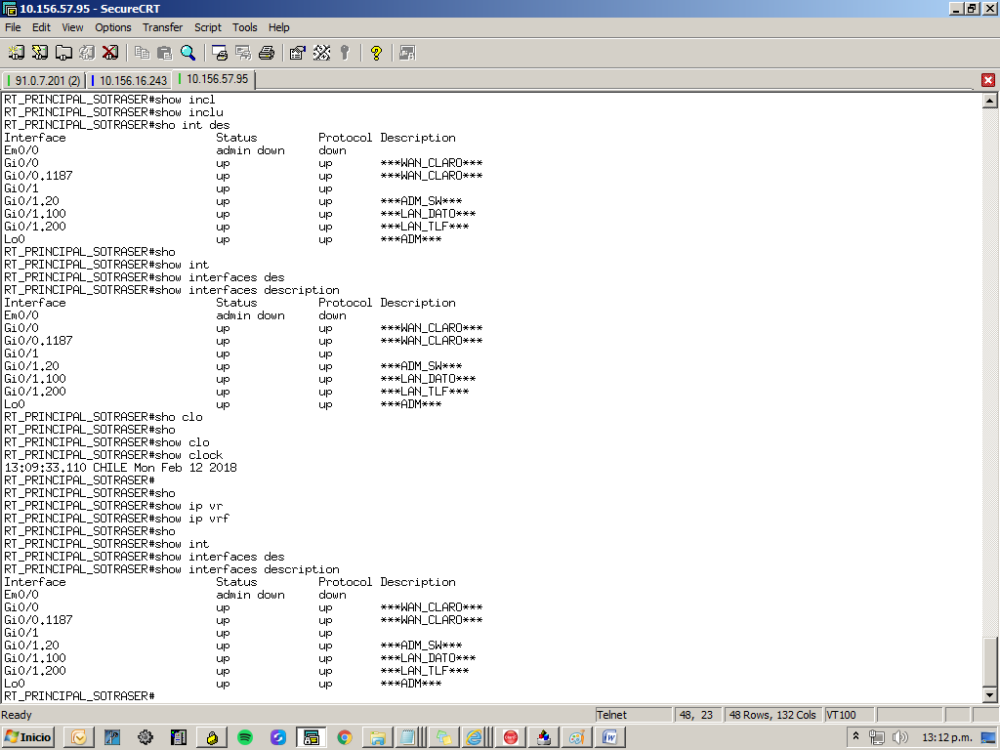 10.156.57.95 - SecureCRT
File Edit View Options Transfer Script Tools Help
91.0.7.201 (2) 10.156.16.243 10.156.57.95
RT_PRINCIPAL_SOTRASER#show incl
RT_PRINCIPAL_SOTRASER#show inclu
RT_PRINCIPAL_SOTRASER#sho int des
Interface Status Protocol Description
Em0/0 admin down down
Gi0/0 up up ***WAN_CLARO***
Gi0/0.1187 up up ***WAN_CLARO***
Gi0/1 up up
Gi0/1.20 up up ***ADM_SW***
Gi0/1.100 up up ***LAN_DATO***
Gi0/1.200 up up ***LAN_TLF***
Lo0 up up ***ADM***
RT_PRINCIPAL_SOTRASER#sho
RT_PRINCIPAL_SOTRASER#show int
RT_PRINCIPAL_SOTRASER#show interfaces des
RT_PRINCIPAL_SOTRASER#show interfaces description
Interface Status Protocol Description
Em0/0 admin down down
Gi0/0 up up ***WAN_CLARO***
Gi0/0.1187 up up ***WAN_CLARO***
Gi0/1 up up
Gi0/1.20 up up ***ADM_SW***
Gi0/1.100 up up ***LAN_DATO***
Gi0/1.200 up up ***LAN_TLF***
Lo0 up up ***ADM***
RT_PRINCIPAL_SOTRASER#sho clo
RT_PRINCIPAL_SOTRASER#sho
RT_PRINCIPAL_SOTRASER#show clo
RT_PRINCIPAL_SOTRASER#show clock
13:09:33.110 CHILE Mon Feb 12 2018
RT_PRINCIPAL_SOTRASER#
RT_PRINCIPAL_SOTRASER#sho
RT_PRINCIPAL_SOTRASER#show ip vr
RT_PRINCIPAL_SOTRASER#show ip vrf
RT_PRINCIPAL_SOTRASER#sho
RT_PRINCIPAL_SOTRASER#show int
RT_PRINCIPAL_SOTRASER#show interfaces des
RT_PRINCIPAL_SOTRASER#show interfaces description
Interface Status Protocol Description
Em0/0 admin down down
Gi0/0 up up ***WAN_CLARO***
Gi0/0.1187 up up ***WAN_CLARO***
Gi0/1 up up
Gi0/1.20 up up ***ADM_SW***
Gi0/1.100 up up ***LAN_DATO***
Gi0/1.200 up up ***LAN_TLF***
Lo0 up up ***ADM***
RT_PRINCIPAL_SOTRASER#
Ready Telnet 48, 23 48 Rows, 132 Cols VT100
Inicio 13:12 p.m.